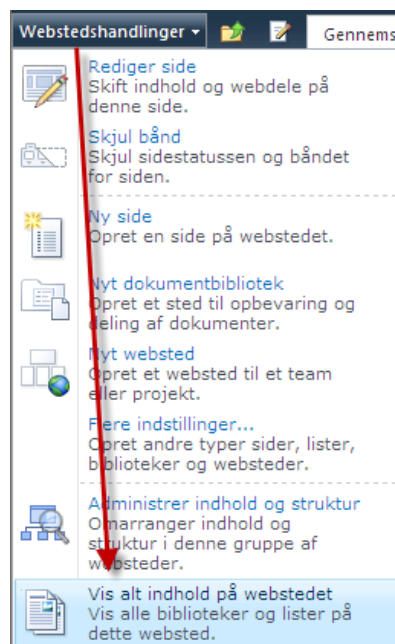 Webstedshandlinger
Gennems
Rediger side
Skift indhold og webdele på
denne side.
Skjul bånd
Skjul sidestatussen og båndet
for siden.
Ny side
Opret en side på webstedet.
Nyt dokumentbibliotek
Opret et sted til opbevaring og
deling af dokumenter.
Nyt websted
Opret et websted til et team
eller projekt.
Flere indstillinger...
Opret andre typer sider, lister,
biblioteker og websteder.
Administrer indhold og struktur
Omarranger indhold og
struktur i denne gruppe af
websteder.
Vis alt indhold på webstedet
Vis alle biblioteker og lister på
dette websted.